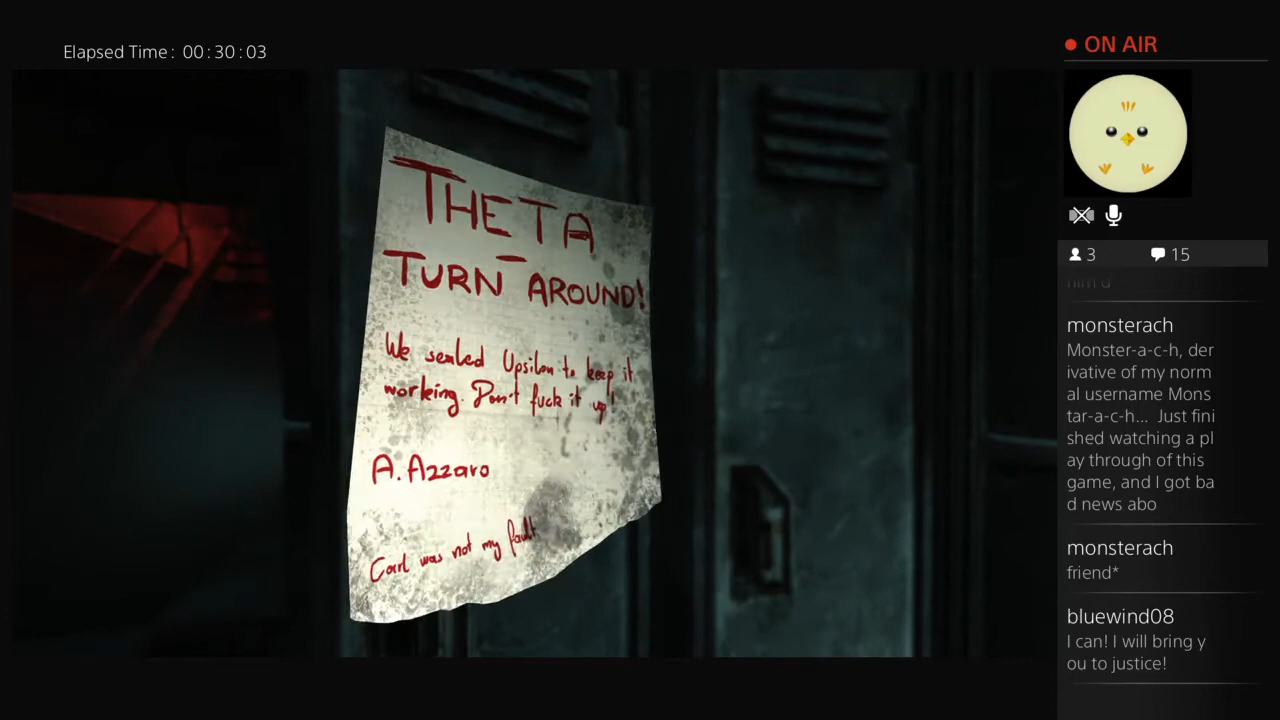 Elapsed Time: 00:30:03
ON AIR
THETA
TURN AROUND!
We sealed Upsilon to keep it
working. Don't fuck it up!
A. Azzaro
Carl was not my fault
3
15
monsterach
Monster-a-c-h, der
ivative of my norm
al username Mons
tar-a-c-h... Just fini
shed watching a pl
ay through of this
game, and I got ba
d news abo
monsterach
friend*
bluewind08
I can! I will bring y
ou to justice!